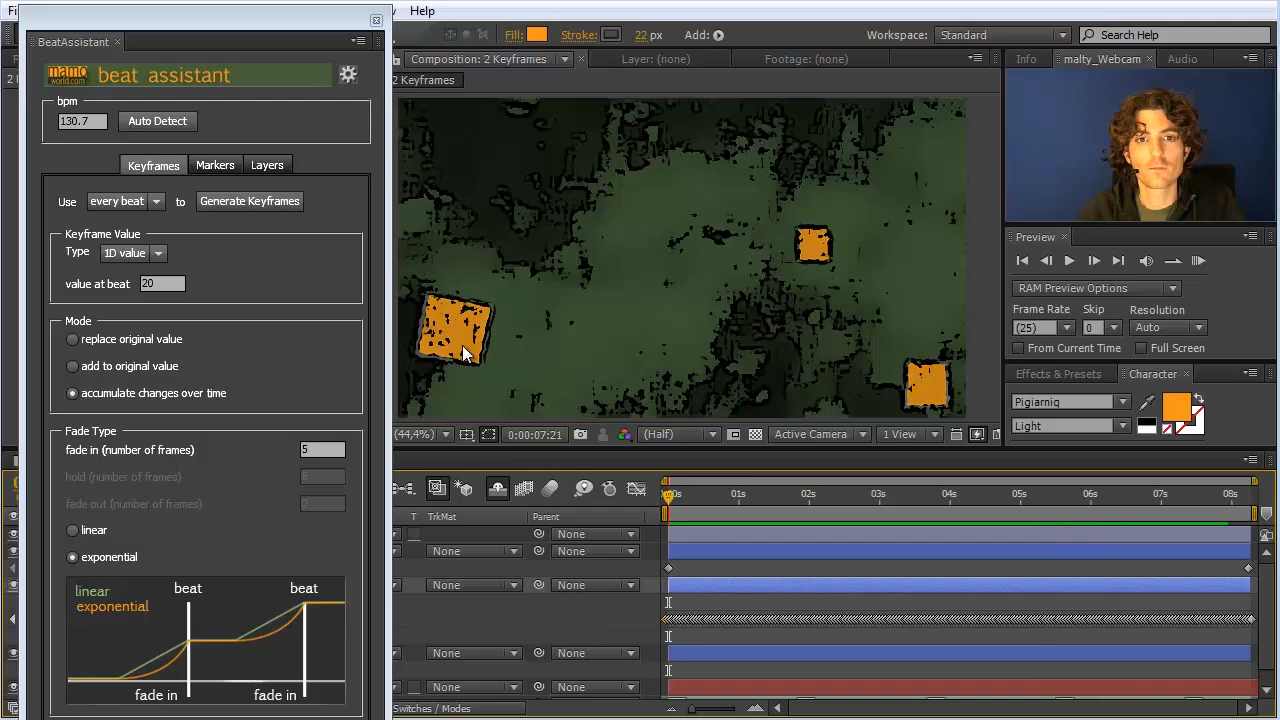 Fi Help
BeatAssistant
mamo world.com beat assistant
bpm
130.7 Auto Detect
Keyframes Markers Layers
Use every beat to Generate Keyframes
Keyframe Value
Type 1D value
value at beat 20
Mode
replace original value
add to original value
accumulate changes over time
Fade Type
fade in (number of frames) 5
hold (number of frames) 5
fade out (number of frames)
linear
exponential
linear
exponential
beat beat
fade in fade in
Fill: Stroke: 22 px Add: Workspace: Standard Search Help
Composition: 2 Keyframes Layer: (none) Footage: (none)
2 Keyframes
(44,4%) 0:00:07:21 (Half) Active Camera 1 View
Info malty_Webcam Audio
Preview
RAM Preview Options
Frame Rate Skip Resolution
(25) 0 Auto
From Current Time Full Screen
Effects & Presets Character
Pigiarniq
Light
0s 01s 02s 03s 04s 05s 06s 07s 08s
T TrkMat Parent
None
None None
None None
None None
None None
Switches / Modes